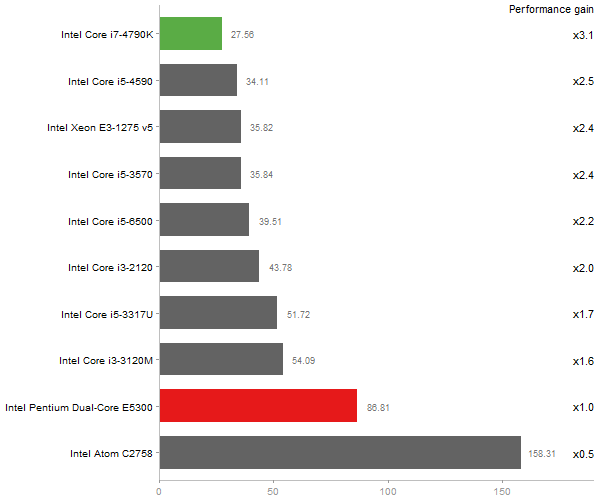 Performance gain
Intel Core i7-4790K 27.56 x3.1
Intel Core i5-4590 34.11 x2.5
Intel Xeon E3-1275 v5 35.82 x2.4
Intel Core i5-3570 35.84 x2.4
Intel Core i5-6500 39.51 x2.2
Intel Core i3-2120 43.78 x2.0
Intel Core i5-3317U 51.72 x1.7
Intel Core i3-3120M 54.09 x1.6
Intel Pentium Dual-Core E5300 86.81 x1.0
Intel Atom C2758 158.31 x0.5
0 50 100 150